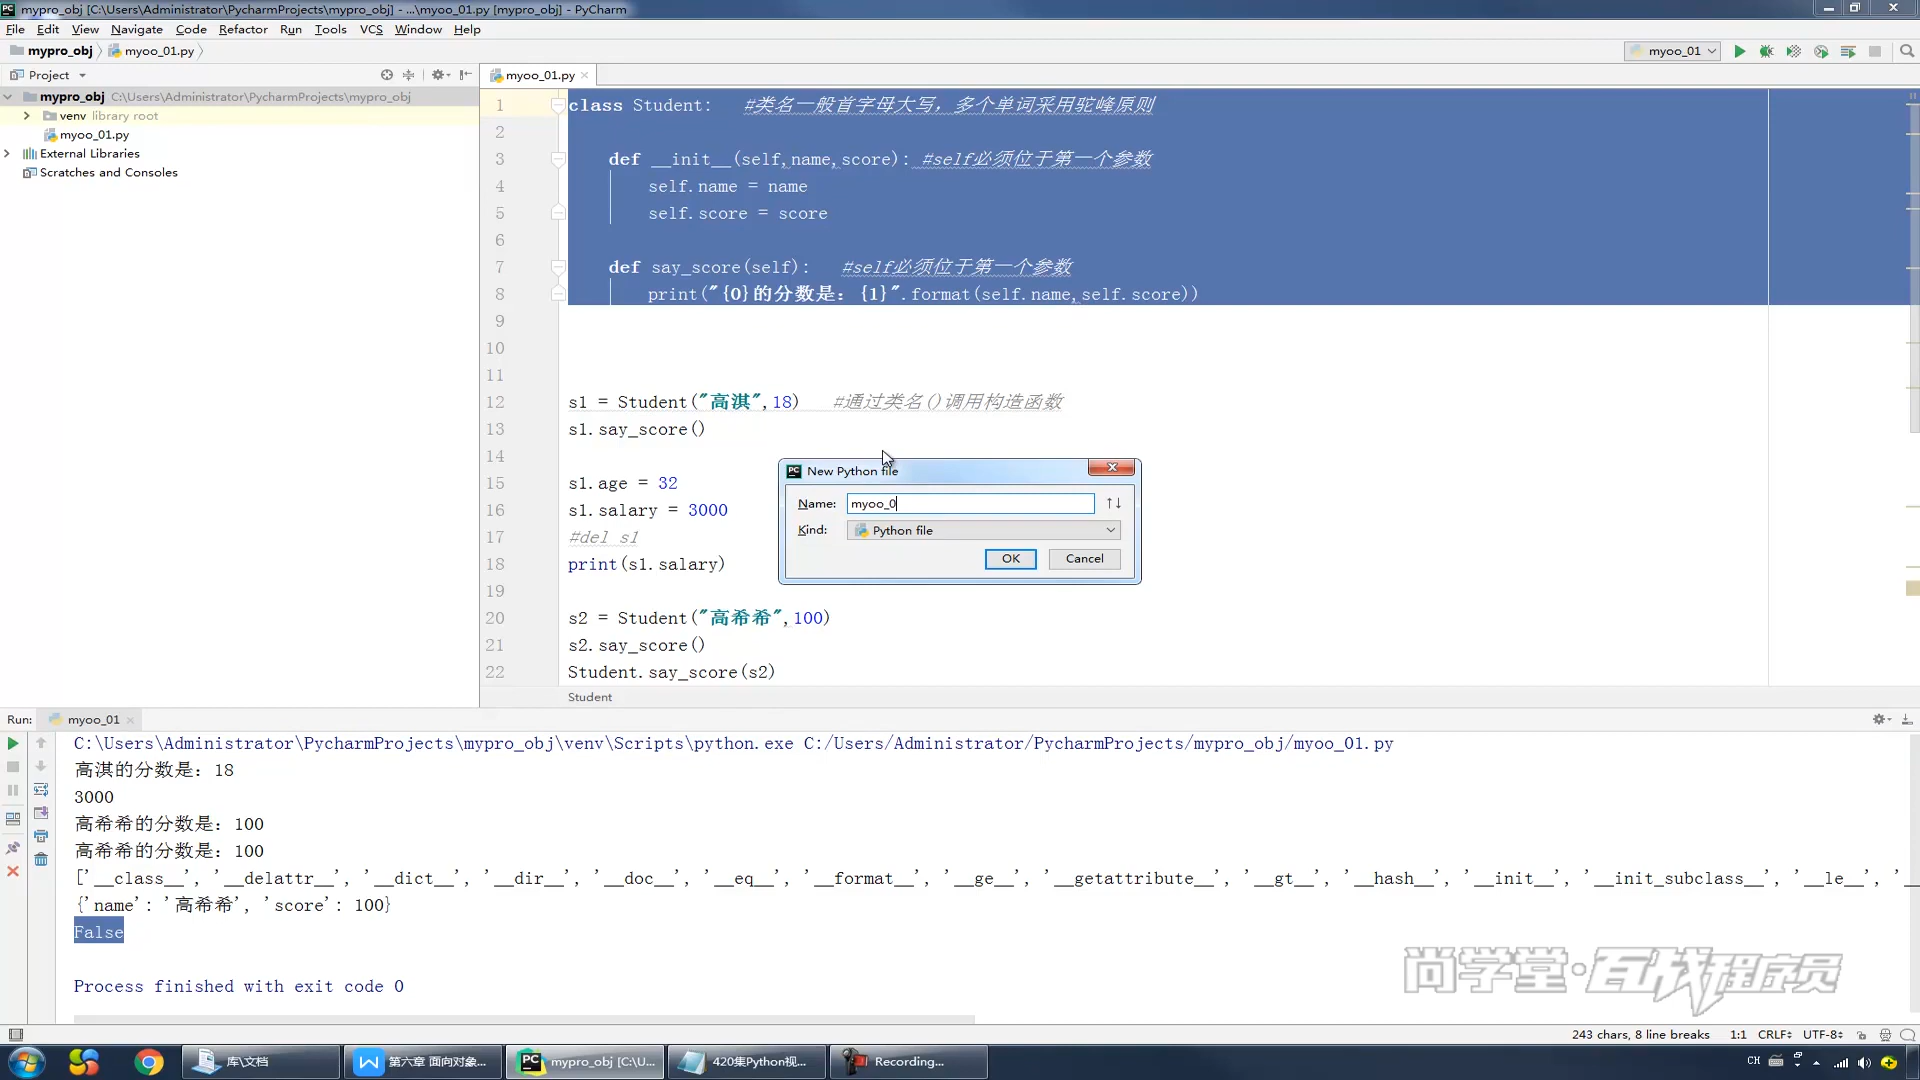 mypro_obj [C:\Users\Administrator\PycharmProjects\mypro_obj] - ...\myoo_01.py [mypro_obj] - PyCharm
File Edit View Navigate Code Refactor Run Tools VCS Window Help
mypro_obj myoo_01.py
myoo_01
Project
myoo_01.py
mypro_obj C:\Users\Administrator\PycharmProjects\mypro_obj
venv library root
myoo_01.py
External Libraries
Scratches and Consoles
1 class Student: #类名一般首字母大写，多个单词采用驼峰原则
2
3 def __init__(self,name,score): #self必须位于第一个参数
4 self.name = name
5 self.score = score
6
7 def say_score(self): #self必须位于第一个参数
8 print("{0}的分数是：{1}".format(self.name,self.score))
9
10
11
12 s1 = Student("高淇",18) #通过类名()调用构造函数
13 s1.say_score()
14
15 s1.age = 32
16 s1.salary = 3000
17 #del s1
18 print(s1.salary)
19
20 s2 = Student("高希希",100)
21 s2.say_score()
22 Student.say_score(s2)
Student
New Python file
Name: myoo_0
Kind: Python file
OK Cancel
Run: myoo_01
C:\Users\Administrator\PycharmProjects\mypro_obj\venv\Scripts\python.exe C:/Users/Administrator/PycharmProjects/mypro_obj/myoo_01.py
高淇的分数是：18
3000
高希希的分数是：100
高希希的分数是：100
['__class__', '__delattr__', '__dict__', '__dir__', '__doc__', '__eq__', '__format__', '__ge__', '__getattribute__', '__gt__', '__hash__', '__init__', '__init_subclass__', '__le__', '__
{'name': '高希希', 'score': 100}
False
Process finished with exit code 0
尚学堂·百战程序员
243 chars, 8 line breaks 1:1 CRLF UTF-8
库\文档
第六章 面向对象...
mypro_obj [C:\U...
420集Python视...
Recording...
CH